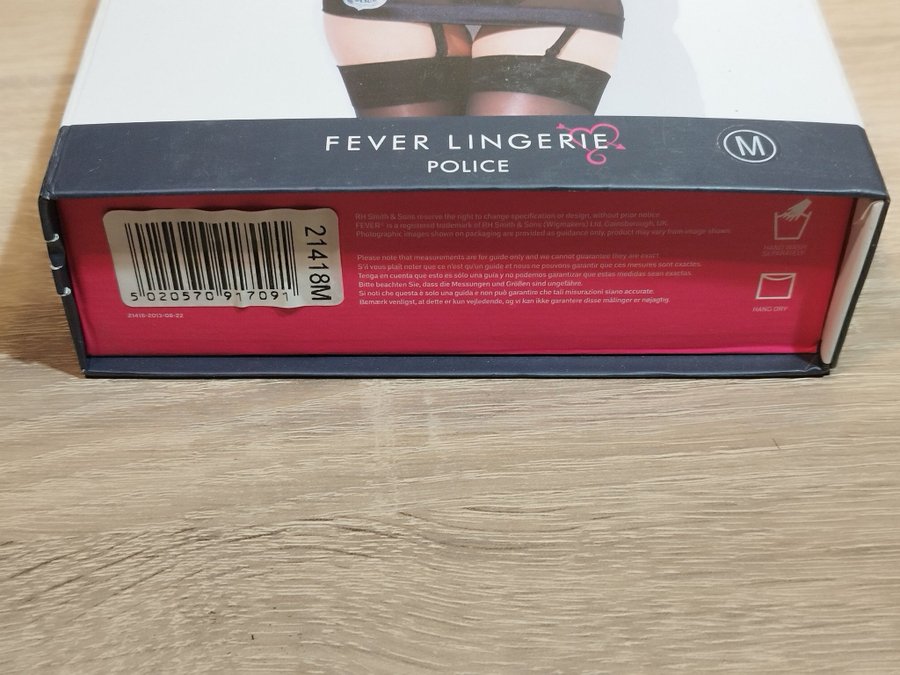 FEVER LINGERIE
POLICE
M
5 020570 917091
21418M
21418-2013-08-22
RH Smith & Sons reserve the right to change specification or design, without prior notice
FEVER® is a registered trademark of RH Smith & Sons (Wigmakers) Ltd, Gainsborough, UK.
Photographic images shown on packaging are provided as guidance only, product may vary from image shown
Please note that measurements are for guide only and we cannot guarantee they are exact.
S'il vous plait noter que ce n'est qu'un guide et nous ne pouvons garantir que ces mesures sont exactes.
Tenga en cuenta que esto es sólo una guía y no podemos garantizar que estas medidas sean exactas.
Bitte beachten Sie, dass die Messungen und Größen sind ungefähre.
Si noti che questa è solo una guida e non può garantire che tali misurazioni siano accurate.
Bemærk venligst, at dette er kun vejledende, og vi kan ikke garantere disse målinger er nøjagtig.
HAND WASH
SEPARATELY
HANG DRY